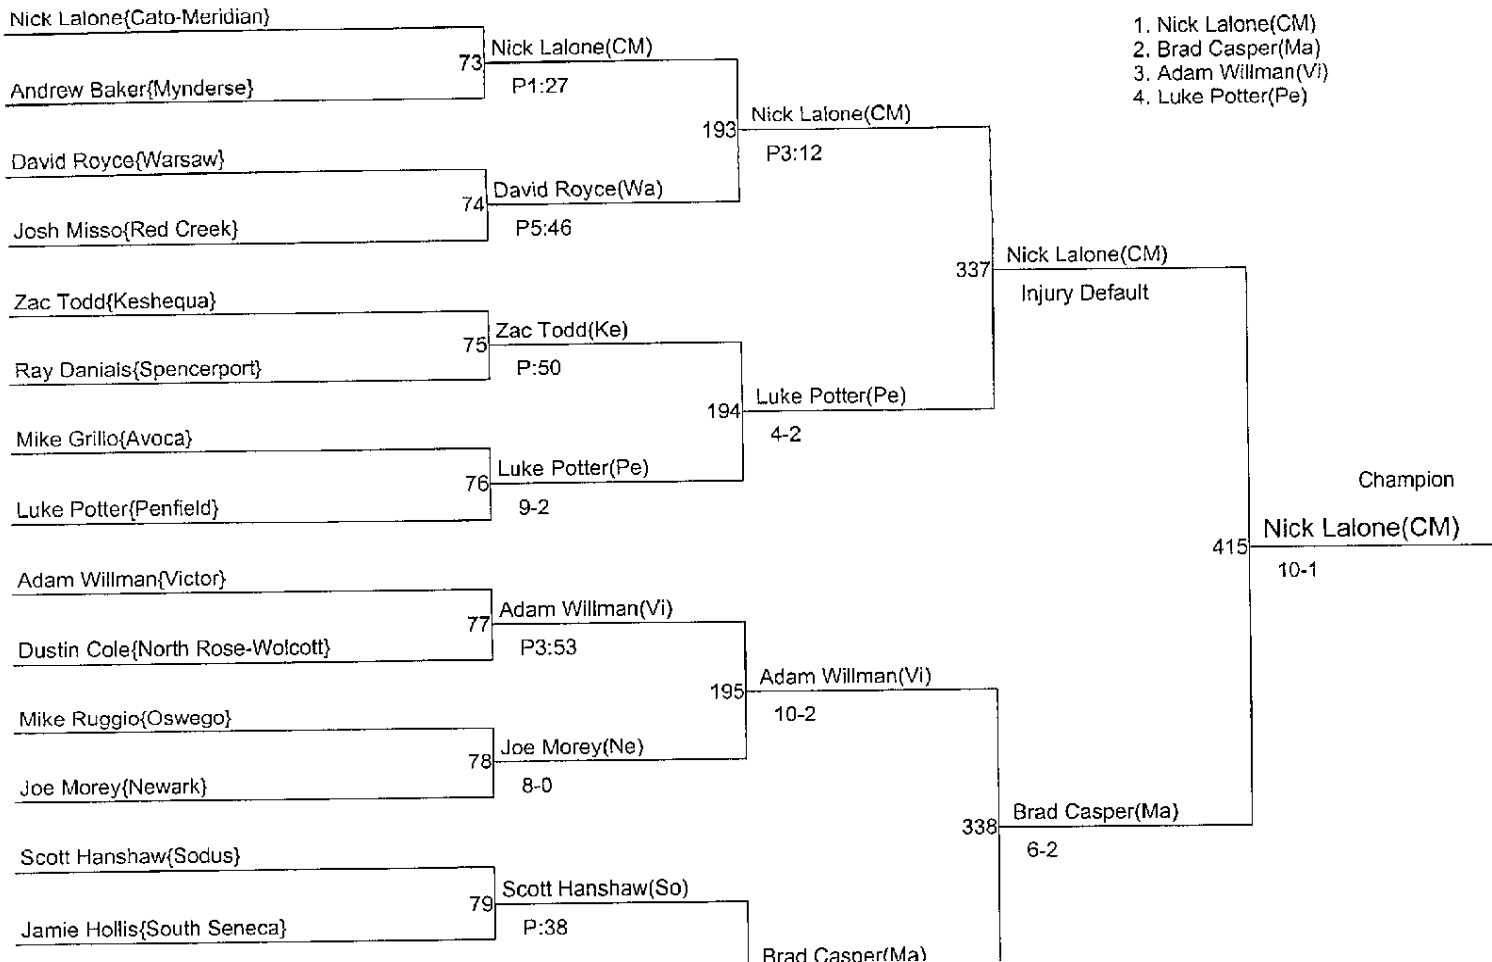 Nick Lalone{Cato-Meridian}
73
Nick Lalone(CM)
P1:27
Andrew Baker{Mynderse}
193
Nick Lalone(CM)
P3:12
David Royce{Warsaw}
74
David Royce(Wa)
P5:46
Josh Misso{Red Creek}
337
Nick Lalone(CM)
Injury Default
Zac Todd{Keshequa}
75
Zac Todd(Ke)
P:50
Ray Danials{Spencerport}
194
Luke Potter(Pe)
4-2
Mike Grillo{Avoca}
76
Luke Potter(Pe)
9-2
Luke Potter{Penfield}
1. Nick Lalone(CM)
2. Brad Casper(Ma)
3. Adam Willman(Vi)
4. Luke Potter(Pe)
Champion
415
Nick Lalone(CM)
10-1
Adam Willman{Victor}
77
Adam Willman(Vi)
P3:53
Dustin Cole{North Rose-Wolcott}
195
Adam Willman(Vi)
10-2
Mike Ruggio{Oswego}
78
Joe Morey(Ne)
8-0
Joe Morey{Newark}
338
Brad Casper(Ma)
6-2
Scott Hanshaw{Sodus}
79
Scott Hanshaw(So)
P:38
Jamie Hollis{South Seneca}
Brad Casper(Ma)